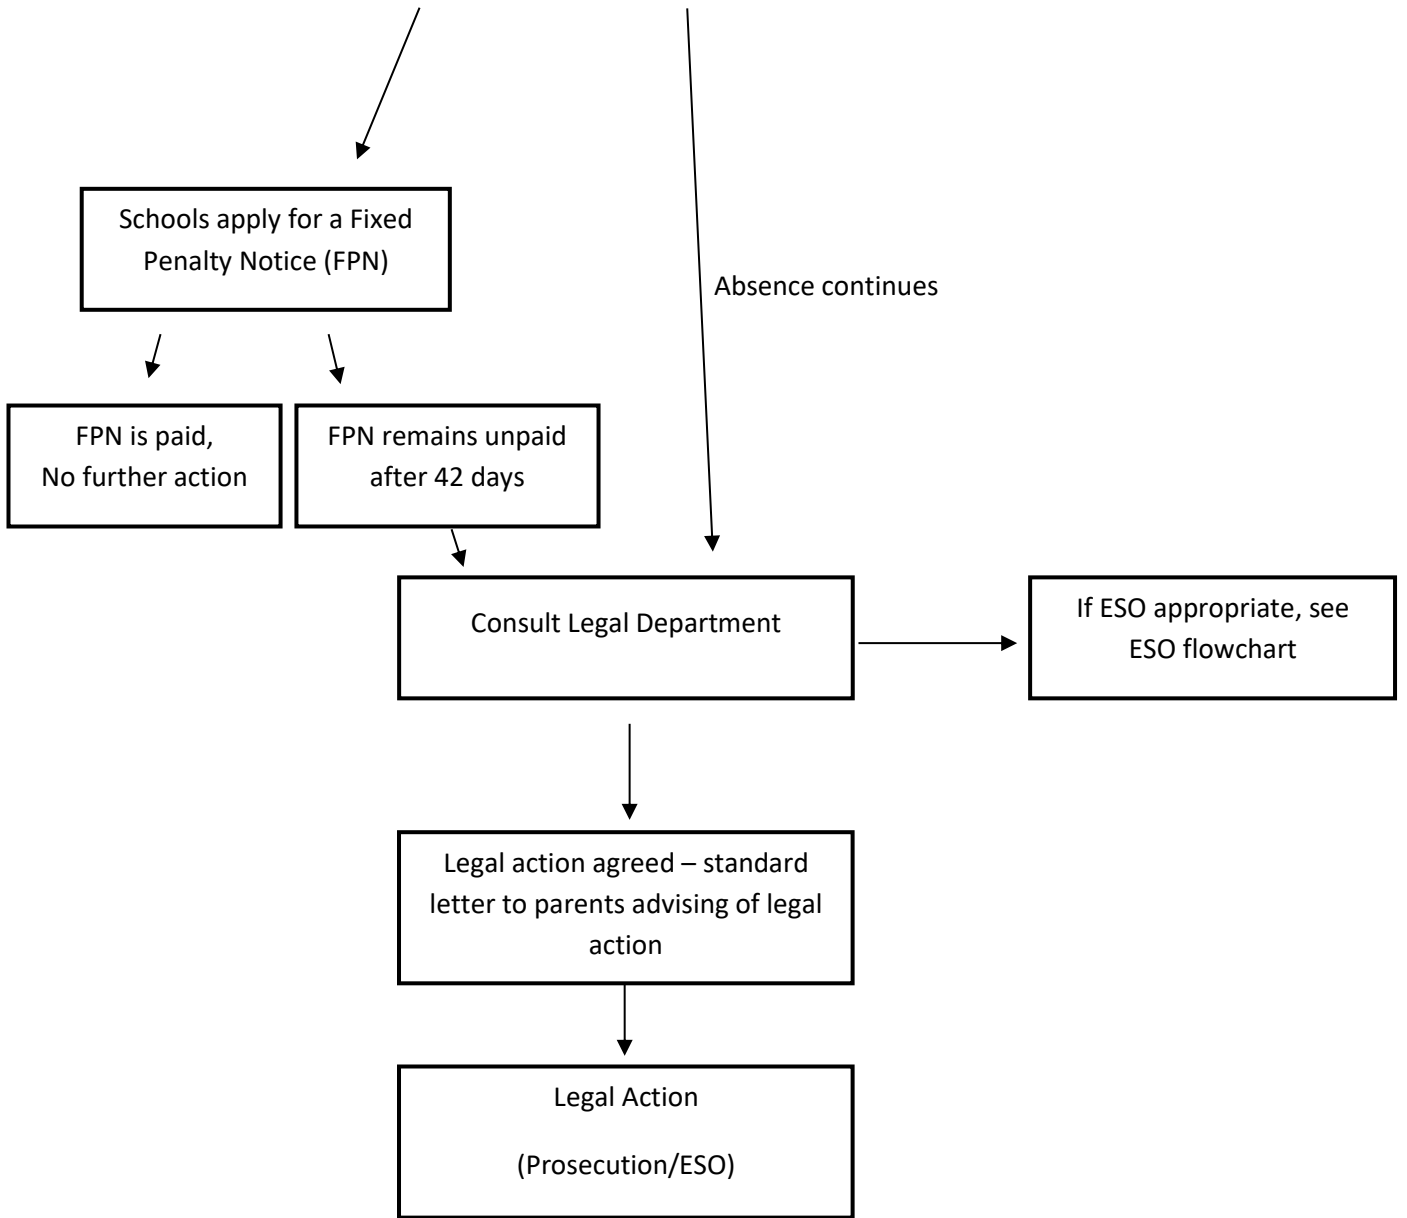 Schools apply for a Fixed
Penalty Notice (FPN)
Absence continues
FPN is paid,
No further action
FPN remains unpaid
after 42 days
Consult Legal Department
If ESO appropriate, see
ESO flowchart
Legal action agreed – standard
letter to parents advising of legal
action
Legal Action
(Prosecution/ESO)